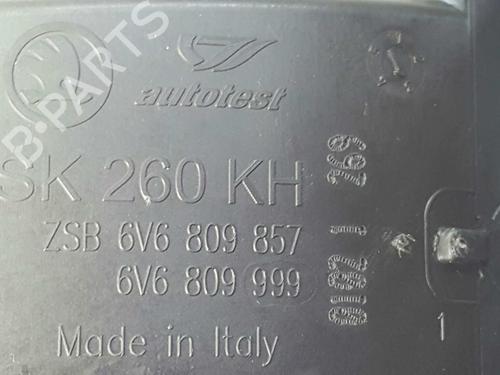 B-PARTS
autotest
SK 260 KH
ZSB 6V6 809 857
6V6 809 999
Made in Italy
1